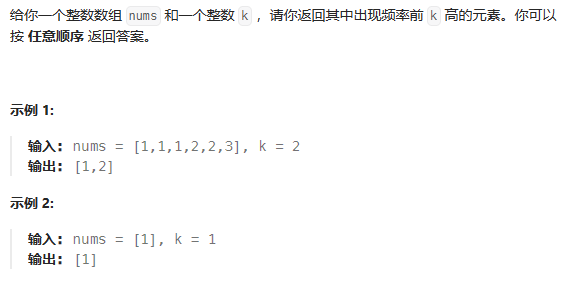 给你一个整数数组 nums 和一个整数 k ，请你返回其中出现频率前 k 高的元素。你可以
按 任意顺序 返回答案。
示例 1:
输入: nums = [1,1,1,2,2,3], k = 2
输出: [1,2]
示例 2:
输入: nums = [1], k = 1
输出: [1]